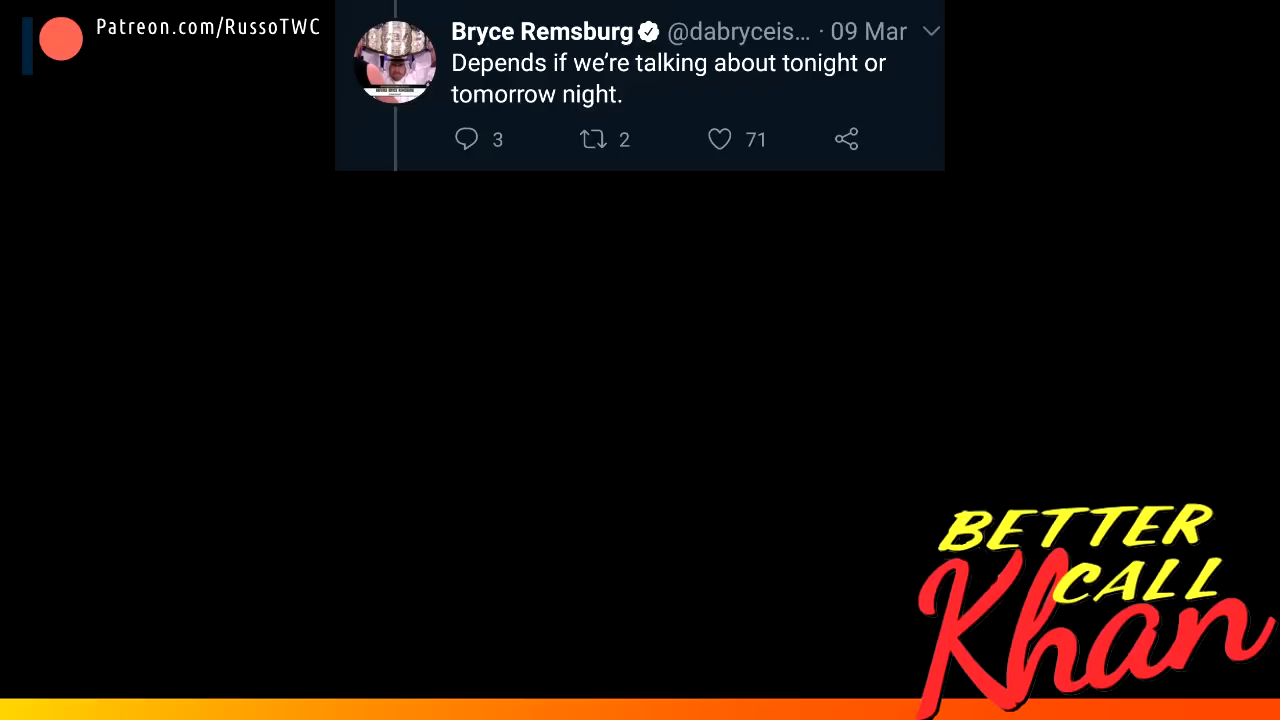 Patreon.com/RussoTWC
Bryce Remsburg @dabryceis... · 09 Mar
Depends if we're talking about tonight or
tomorrow night.
3 2 71
BETTER
CALL
Khan